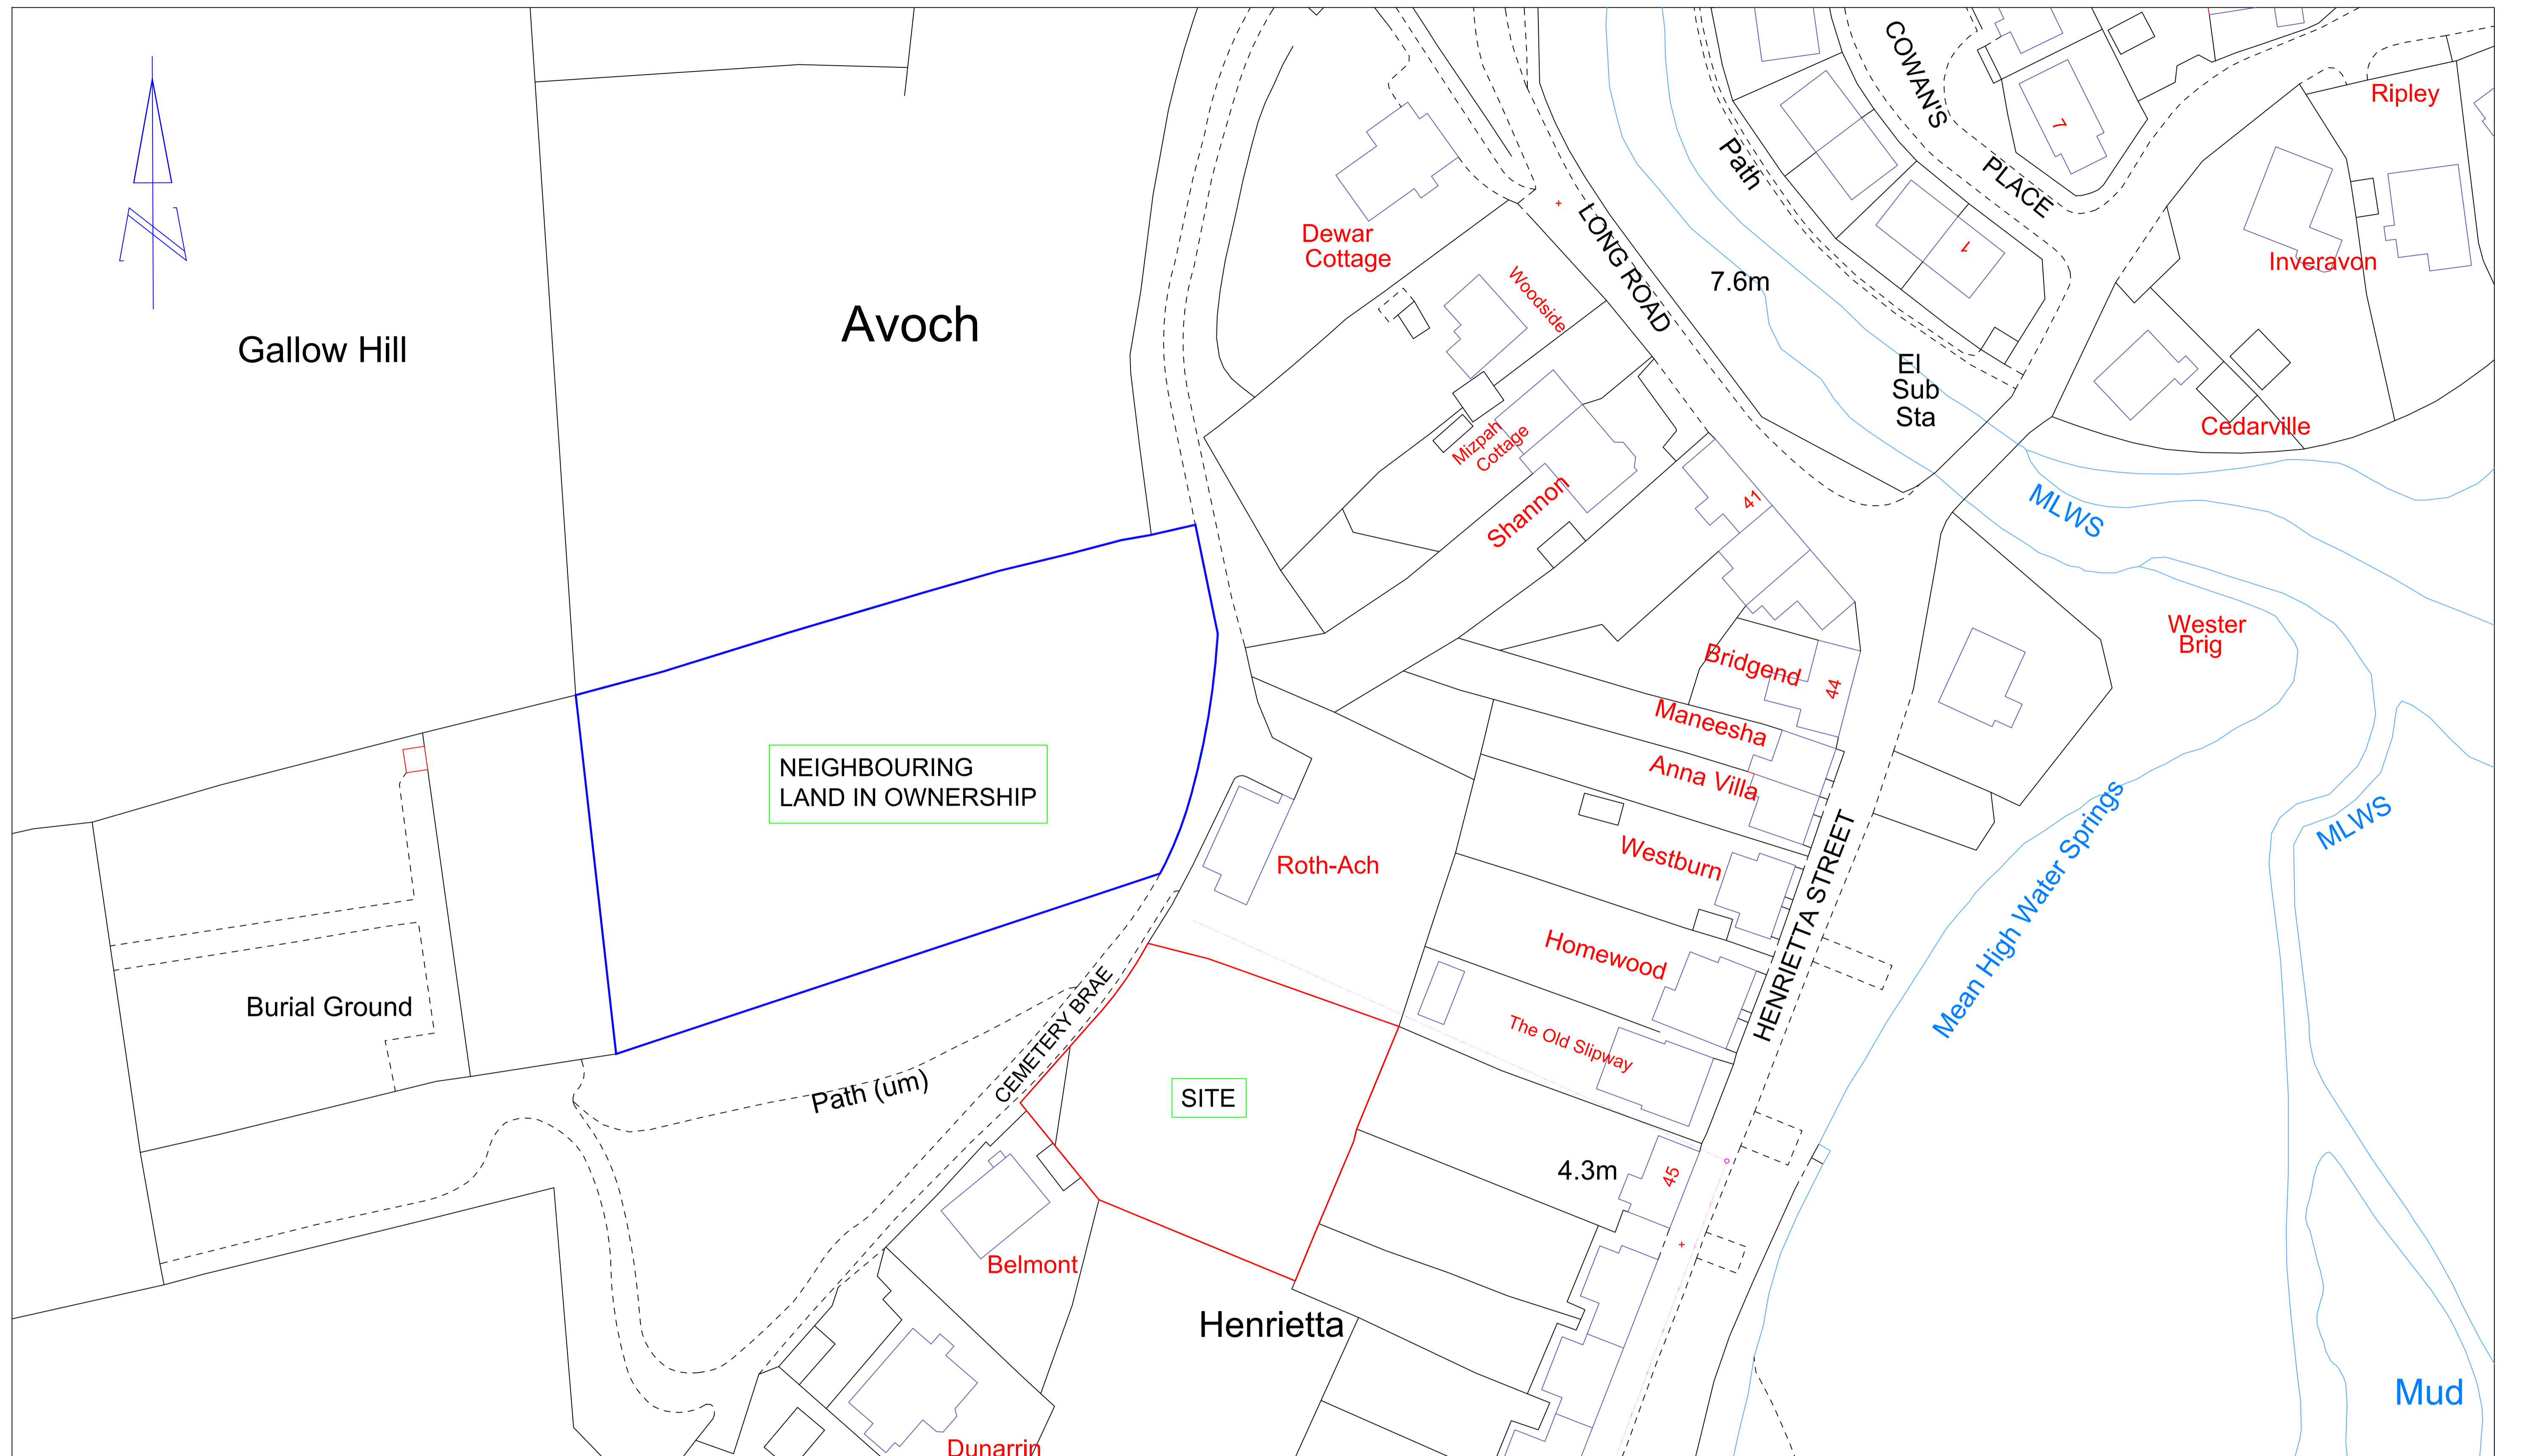 COWAN'S
PLACE
Ripley
7
1
Path
Inveravon
Dewar
Cottage
Woodside
LONG ROAD
7.6m
N
Gallow Hill
Avoch
El
Sub
Sta
Cedarville
Mizpah
Cottage
Shannon
41
MLWS
Wester
Brig
Bridgend
44
Maneesha
Anna Villa
NEIGHBOURING
LAND IN OWNERSHIP
Roth-Ach
Westburn
HENRIETTA STREET
Mean High Water Springs
MLWS
Homewood
Burial Ground
The Old Slipway
CEMETERY BRAE
Path (um)
SITE
4.3m
45
Belmont
Henrietta
Mud
Dunarrin